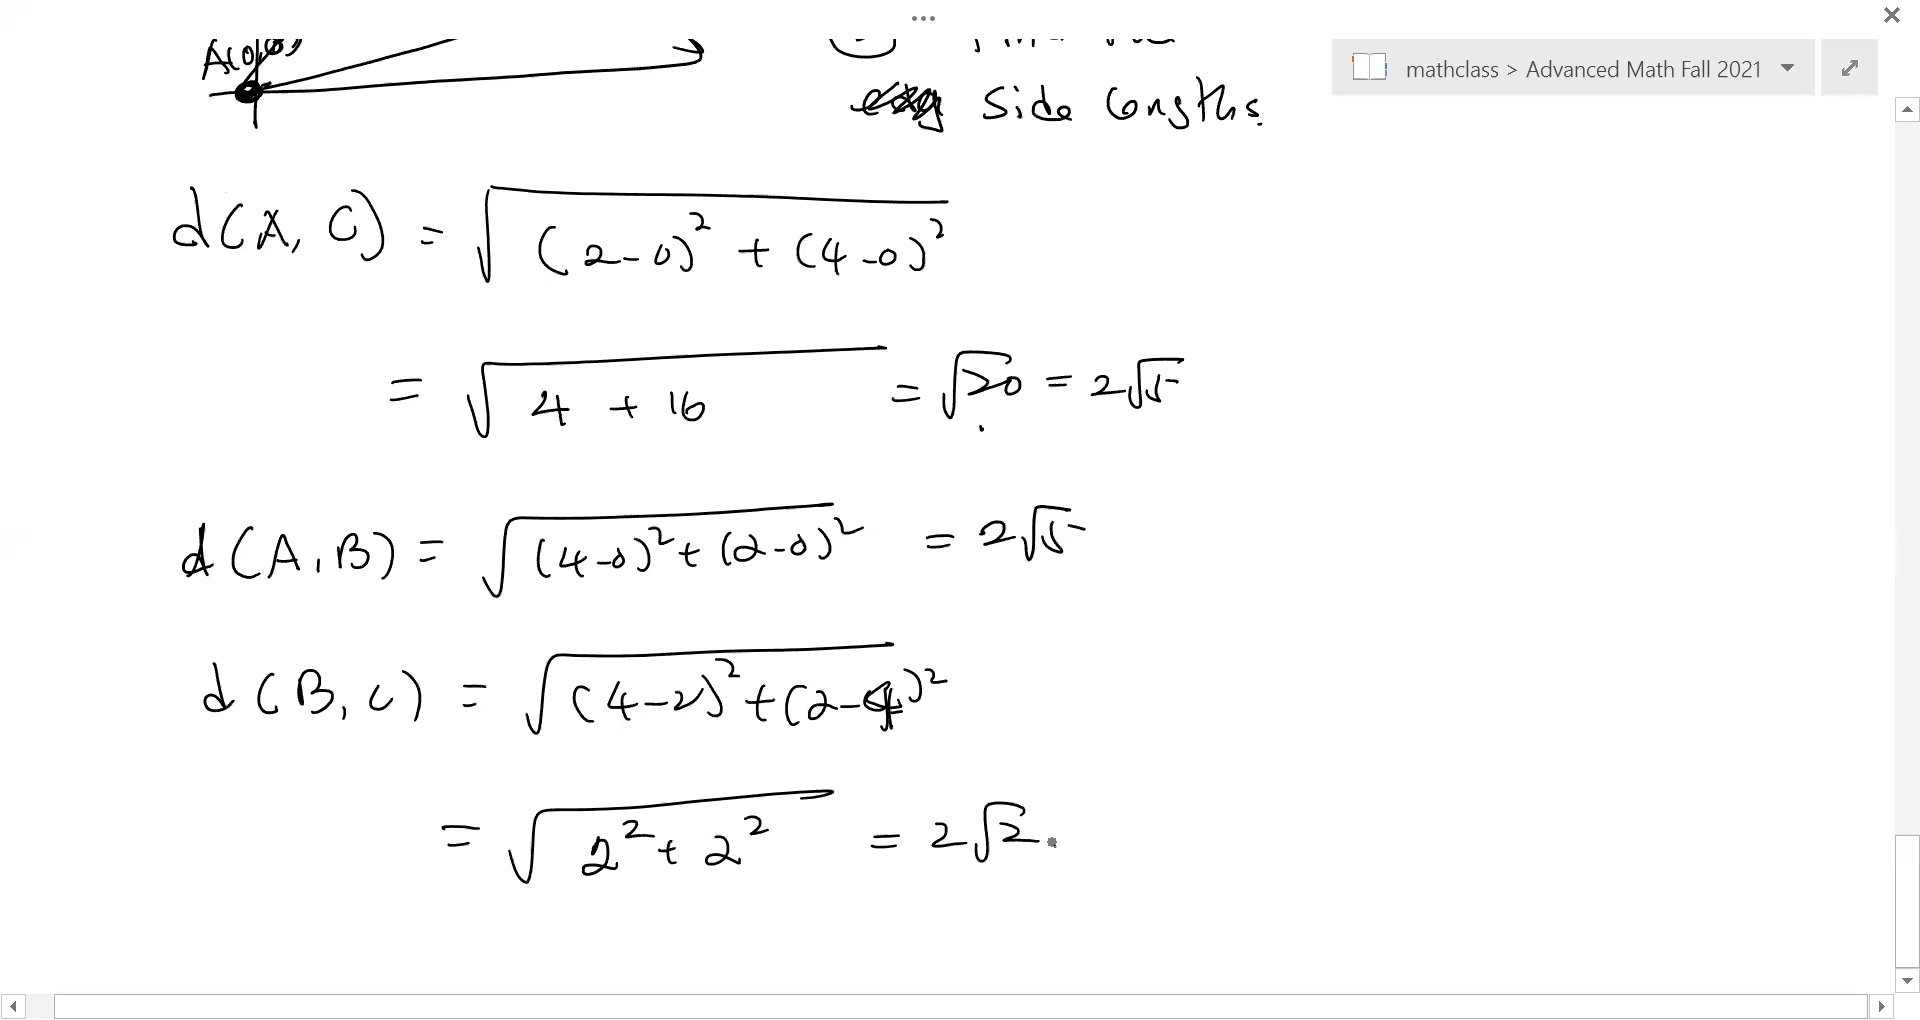 ...
mathclass > Advanced Math Fall 2021
A(0,0)
Side lengths.
d(A, C) = √((2-0)² + (4-0)²)
= √(4 + 16) = √20 = 2√5
d(A, B) = √((4-0)² + (2-0)²) = 2√5
d(B, C) = √((4-2)² + (2-4)²)
= √(2² + 2²) = 2√2.